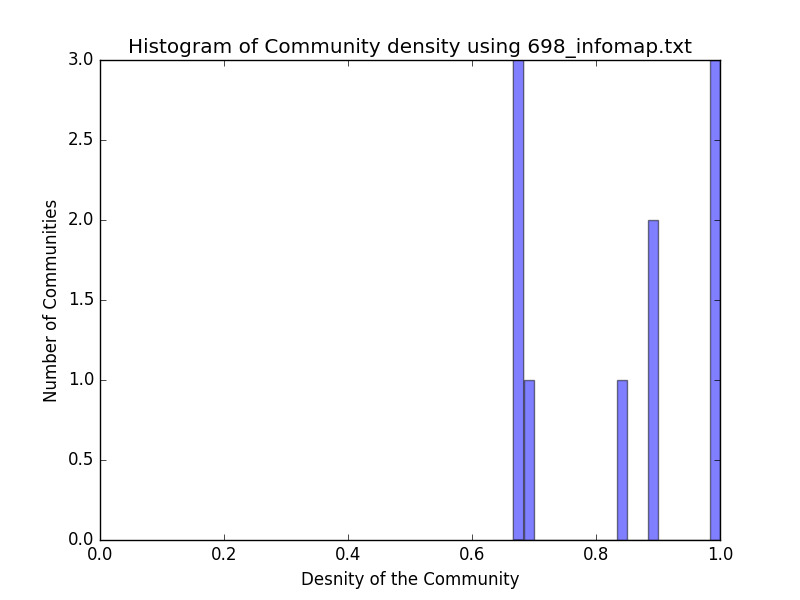 Histogram of Community density using 698_infomap.txt
3.0
2.5
2.0
1.5
1.0
0.5
0.0
Number of Communities
0.0 0.2 0.4 0.6 0.8 1.0
Desnity of the Community